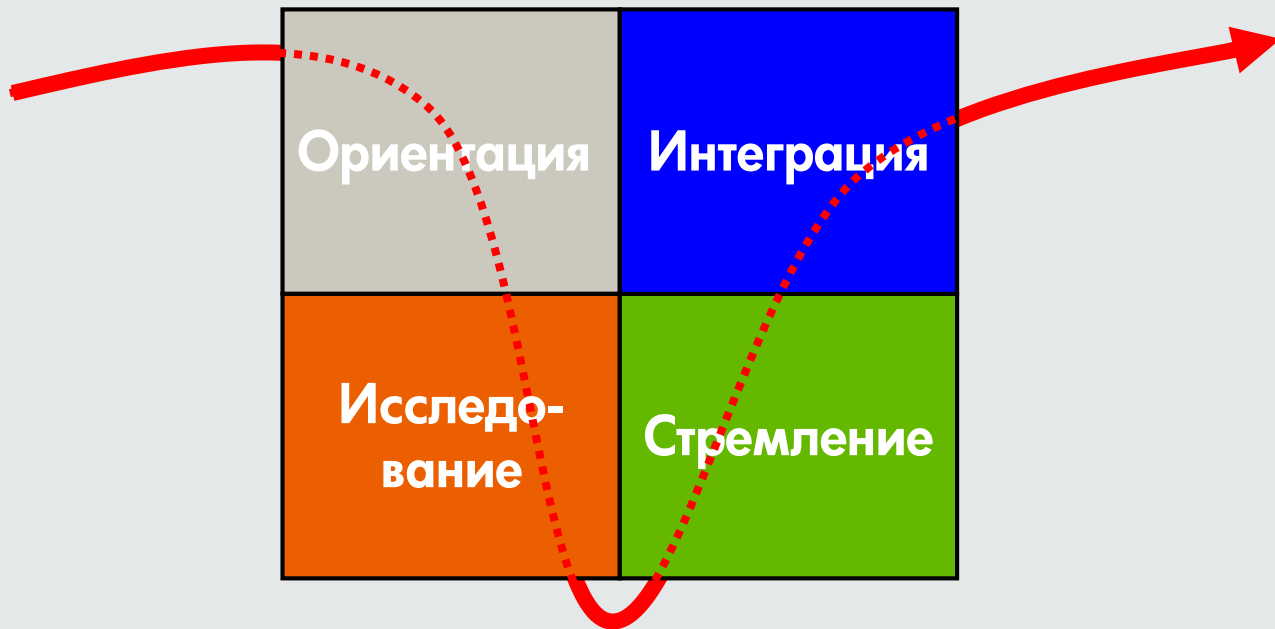 Ориентация
Интеграция
Исследо-
вание
Стремление